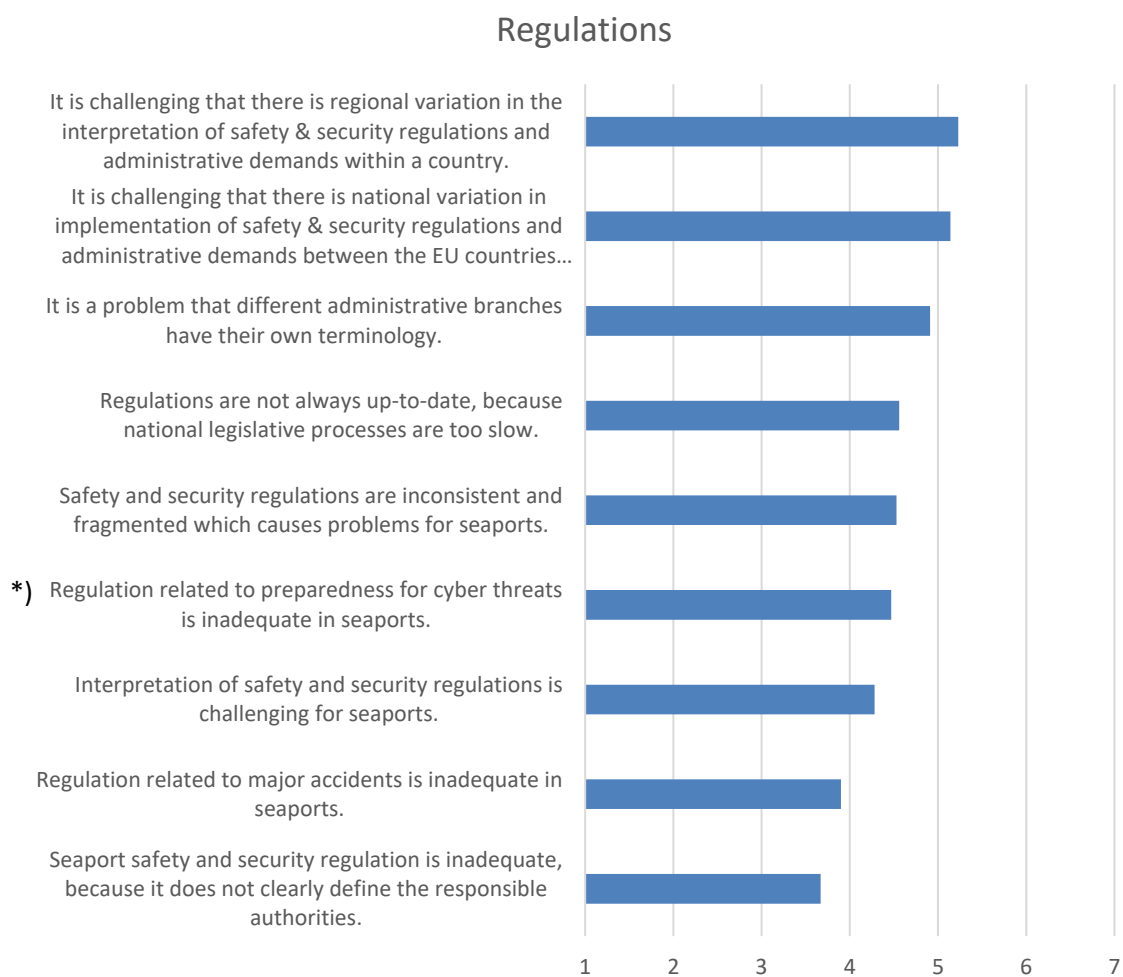 Regulations
It is challenging that there is regional variation in the
interpretation of safety & security regulations and
administrative demands within a country.
It is challenging that there is national variation in
implementation of safety & security regulations and
administrative demands between the EU countries…
It is a problem that different administrative branches
have their own terminology.
Regulations are not always up-to-date, because
national legislative processes are too slow.
Safety and security regulations are inconsistent and
fragmented which causes problems for seaports.
*) Regulation related to preparedness for cyber threats
is inadequate in seaports.
Interpretation of safety and security regulations is
challenging for seaports.
Regulation related to major accidents is inadequate in
seaports.
Seaport safety and security regulation is inadequate,
because it does not clearly define the responsible
authorities.
1 2 3 4 5 6 7